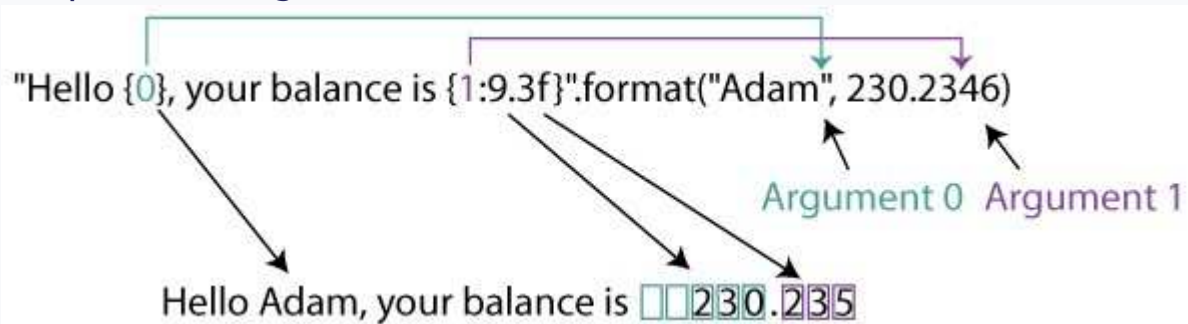 "Hello {0}, your balance is {1:9.3f}".format("Adam", 230.2346)
Argument 0 Argument 1
Hello Adam, your balance is 230.235